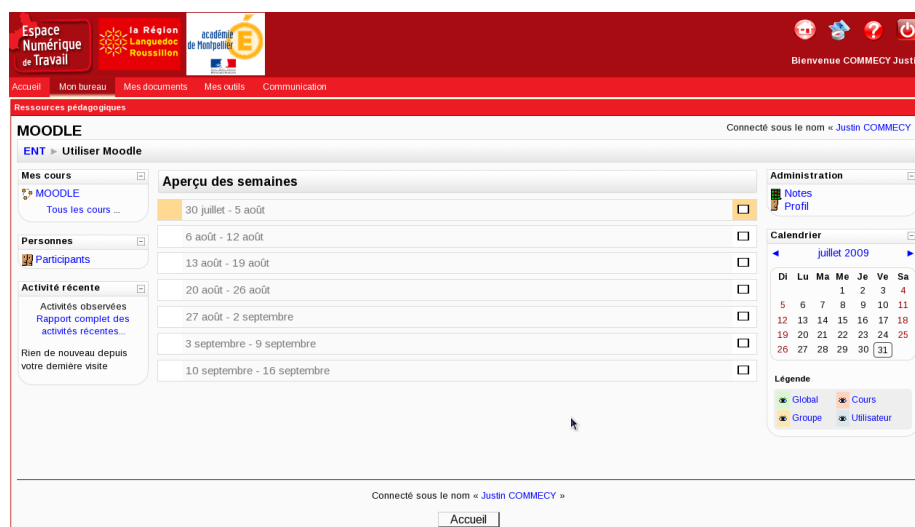 Espace
Numérique
de Travail
la Région
Languedoc
Roussillon
académie
de Montpellier
Bienvenue COMMECY Justi
Accueil Mon bureau Mes documents Mes outils Communication
Ressources pédagogiques
MOODLE
Connecté sous le nom « Justin COMMECY
ENT ► Utiliser Moodle
Mes cours
MOODLE
Tous les cours ...
Personnes
Participants
Activité récente
Activités observées
Rapport complet des
activités récentes...
Rien de nouveau depuis
votre dernière visite
Aperçu des semaines
30 juillet - 5 août
6 août - 12 août
13 août - 19 août
20 août - 26 août
27 août - 2 septembre
3 septembre - 9 septembre
10 septembre - 16 septembre
Administration
Notes
Profil
Calendrier
◄ juillet 2009 ►
Di Lu Ma Me Je Ve Sa
1 2 3 4
5 6 7 8 9 10 11
12 13 14 15 16 17 18
19 20 21 22 23 24 25
26 27 28 29 30 31
Légende
Global Cours
Groupe Utilisateur
Connecté sous le nom « Justin COMMECY »
Accueil